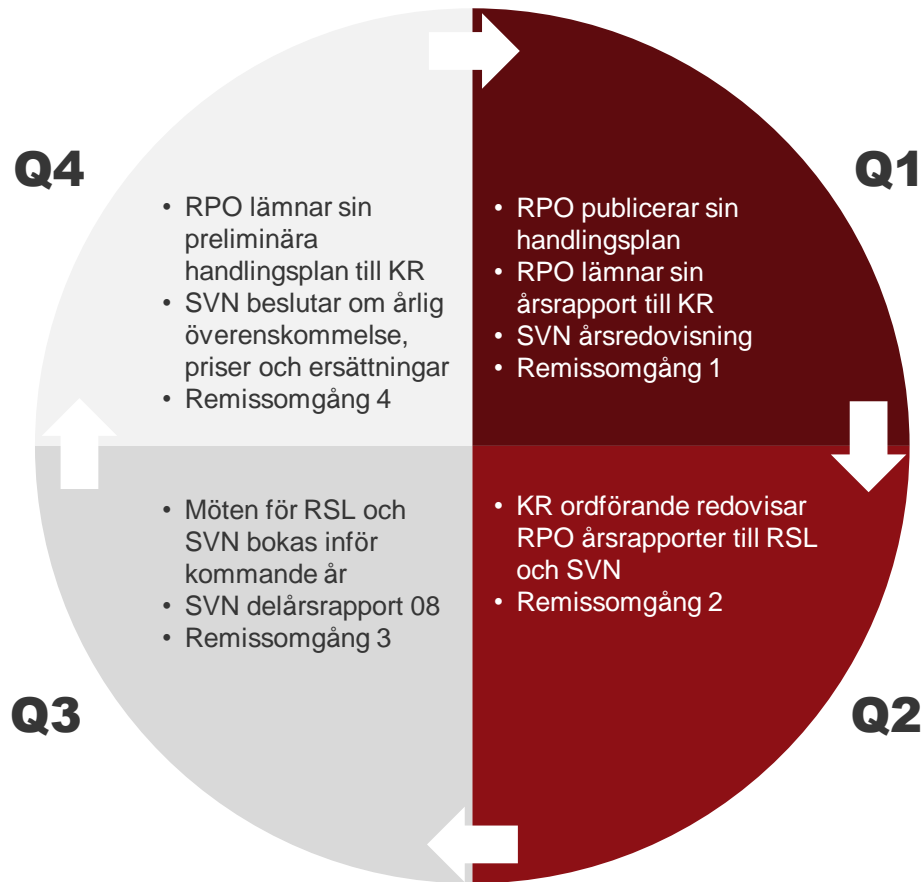 Q1
• RPO publicerar sin
handlingsplan
• RPO lämnar sin
årsrapport till KR
• SVN årsredovisning
• Remissomgång 1
Q2
• KR ordförande redovisar
RPO årsrapporter till RSL
och SVN
• Remissomgång 2
Q3
• Möten för RSL och
SVN bokas inför
kommande år
• SVN delårsrapport 08
• Remissomgång 3
Q4
• RPO lämnar sin
preliminära
handlingsplan till KR
• SVN beslutar om årlig
överenskommelse,
priser och ersättningar
• Remissomgång 4